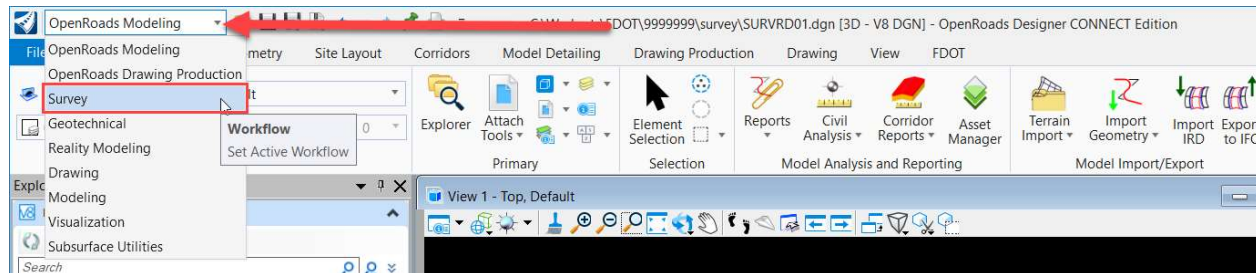 OpenRoads Modeling
DOT\9999999\survey\SURVRD01.dgn [3D - V8 DGN] - OpenRoads Designer CONNECT Edition
File
metry Site Layout Corridors Model Detailing Drawing Production Drawing View FDOT
OpenRoads Modeling
OpenRoads Drawing Production
Survey
Geotechnical
Reality Modeling
Drawing
Modeling
Visualization
Subsurface Utilities
Workflow
Set Active Workflow
0
Explorer
Attach
Tools
Primary
Element
Selection
Selection
Reports
Civil
Analysis
Corridor
Reports
Asset
Manager
Model Analysis and Reporting
Terrain
Import
Import
Geometry
Import
IRD
Export
to IFC
Model Import/Export
View 1 - Top, Default
Search